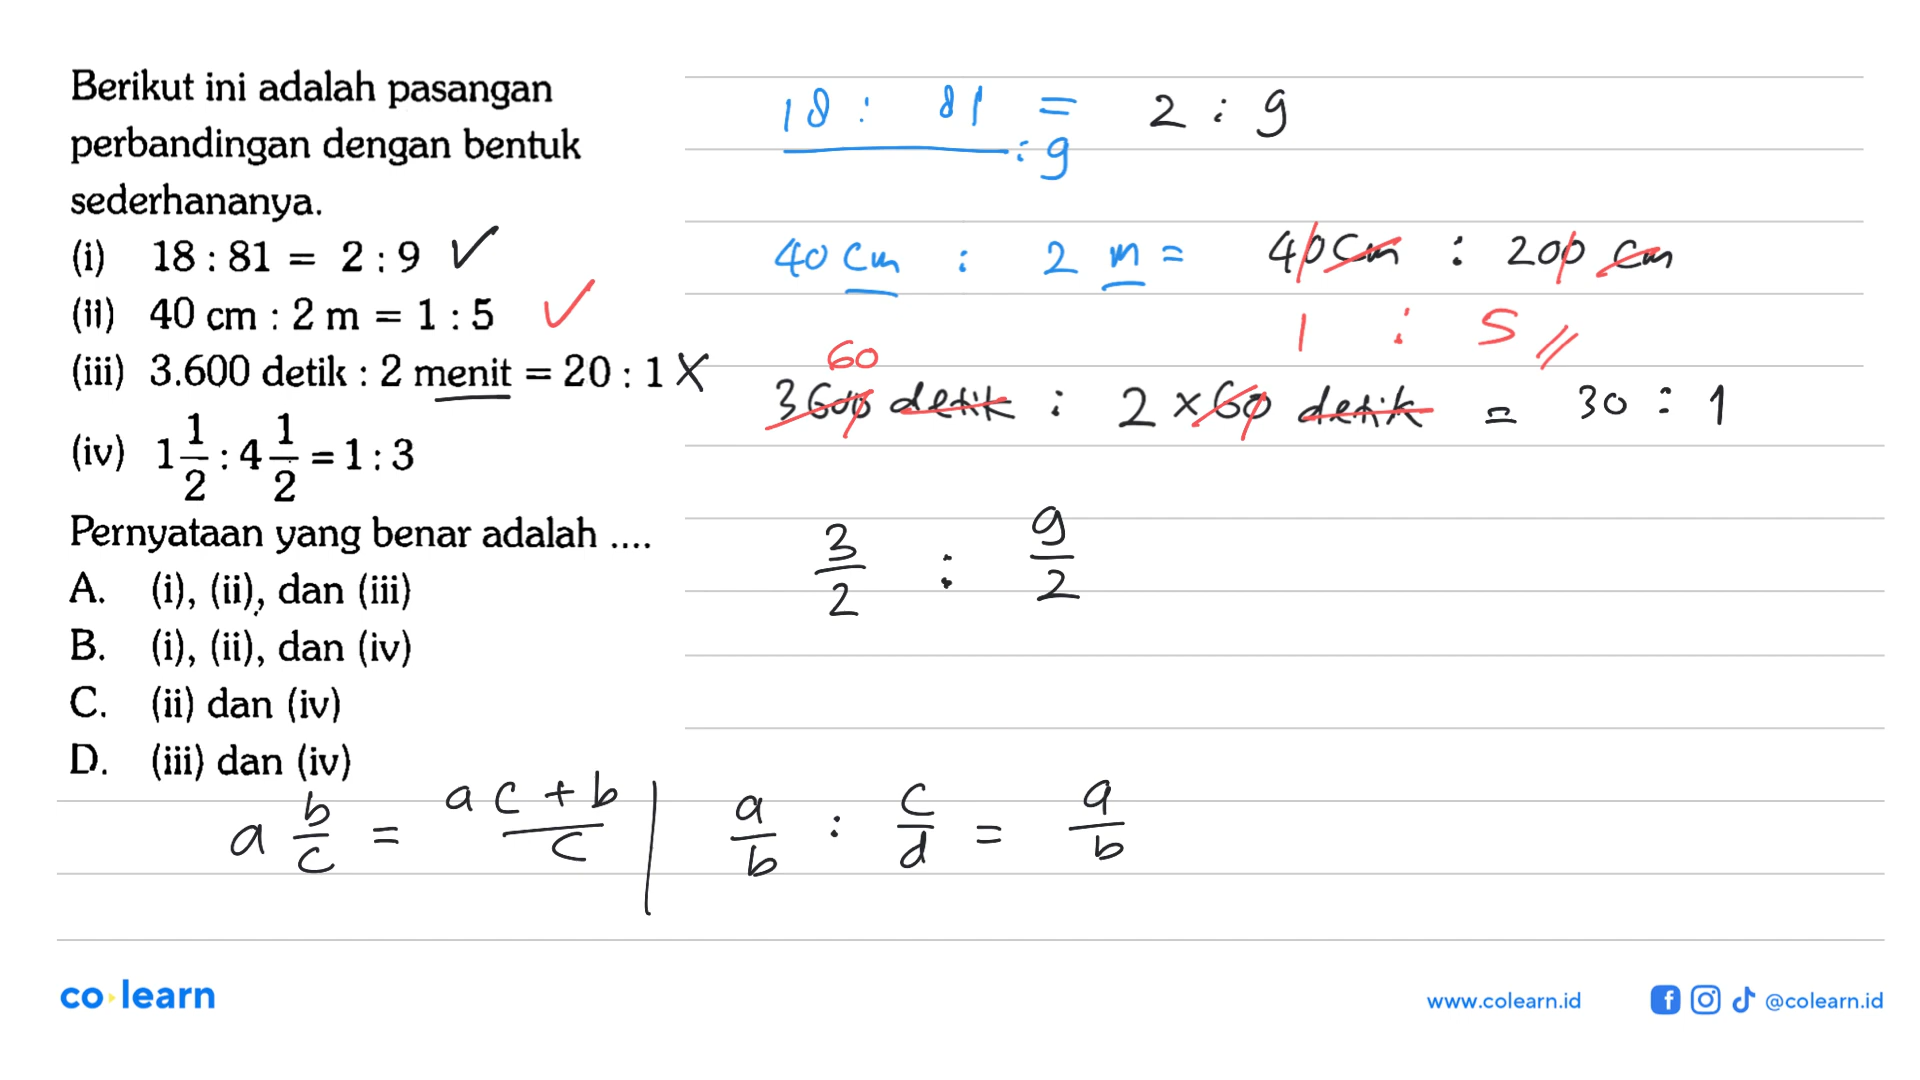 Berikut ini adalah pasangan
perbandingan dengan bentuk
sederhananya.
(i) 18 : 81 = 2 : 9 ✓
(ii) 40 cm : 2 m = 1 : 5 ✓
(iii) 3.600 detik : 2 menit = 20 : 1 X
(iv) 1 1/2 : 4 1/2 = 1 : 3
Pernyataan yang benar adalah ....
A. (i), (ii), dan (iii)
B. (i), (ii), dan (iv)
C. (ii) dan (iv)
D. (iii) dan (iv)
18 : 81 = 2 : 9
: 9
40 cm : 2 m = 40 cm : 200 cm
1 : 5 //
60
3600 detik : 2 x 60 detik = 30 : 1
3/2 : 9/2
a b/c = ac + b/c | a/b : c/d = a/b
co learn
www.colearn.id
@colearn.id